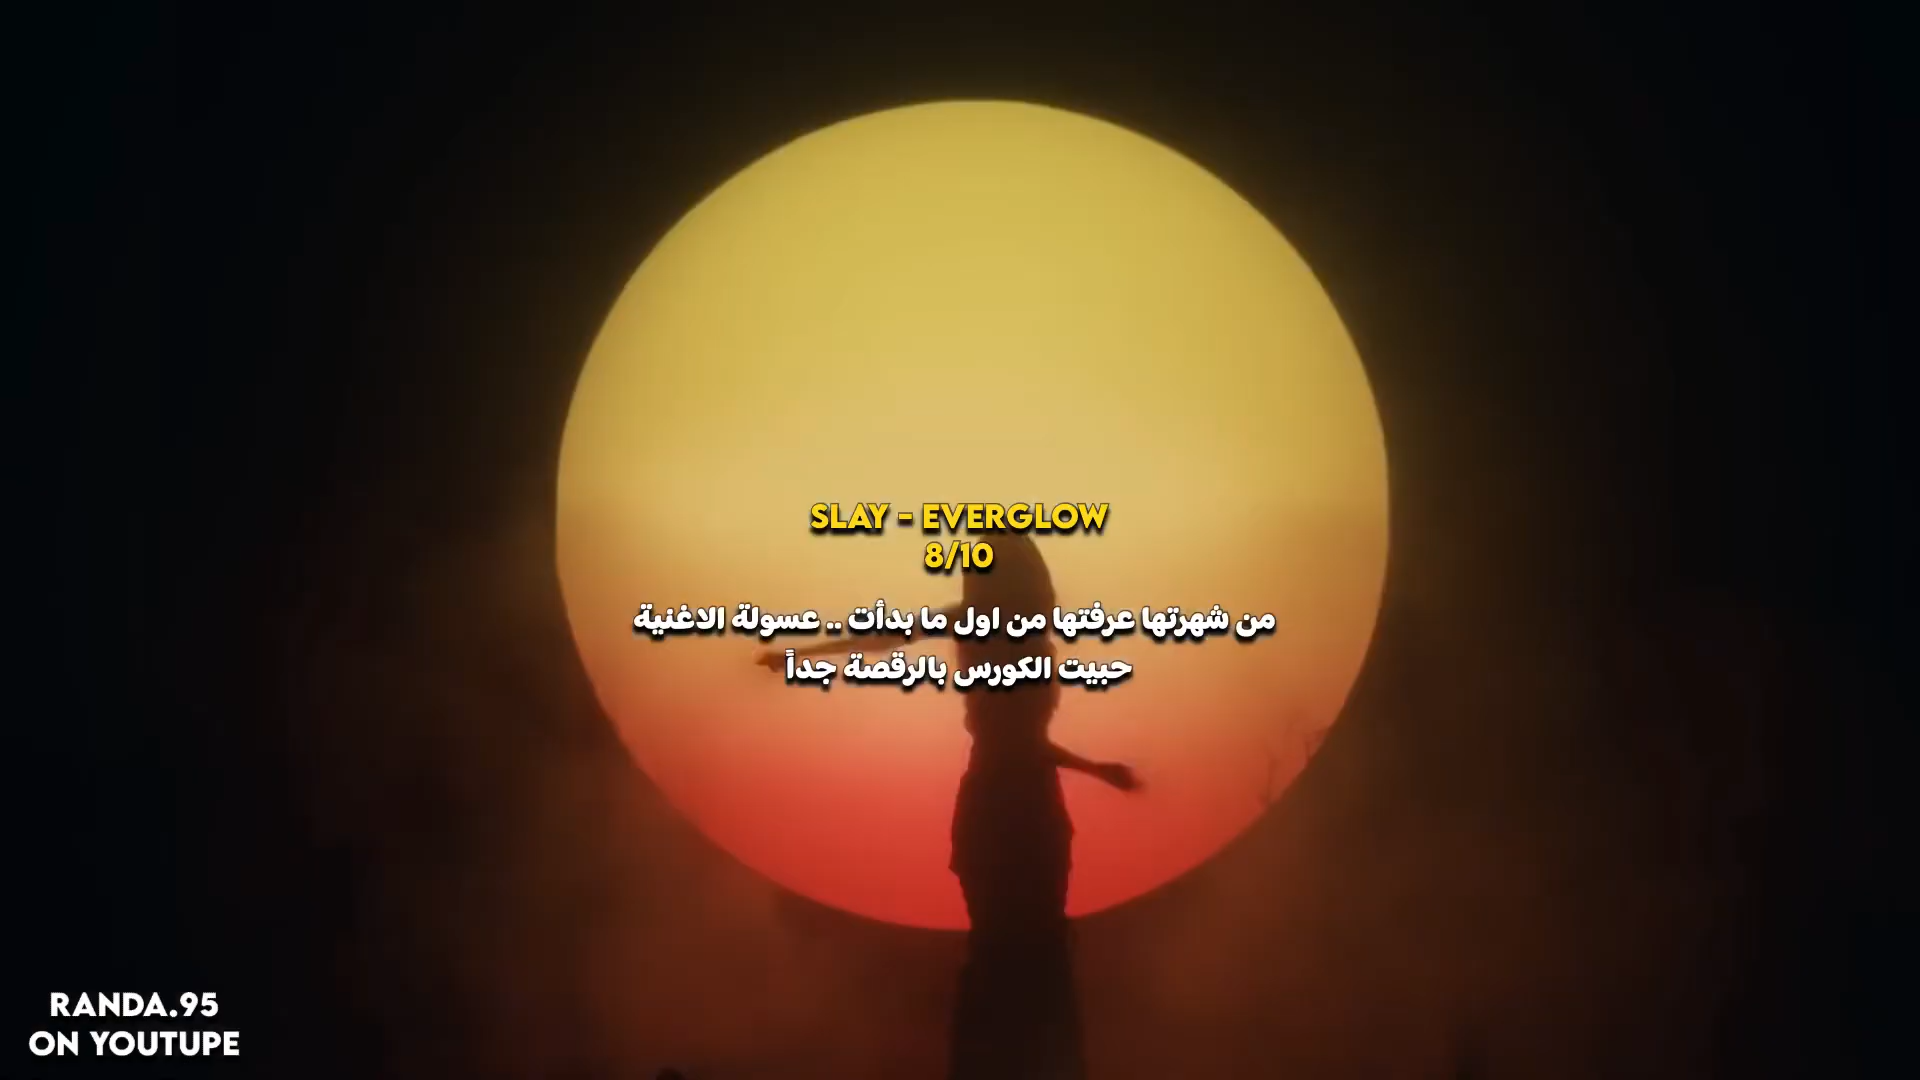 SLAY - EVERGLOW
8/10
من شهرتها عرفتها من اول ما بدأت .. عسولة الاغنية
حبيت الكورس بالرقصة جداً
RANDA.95
ON YOUTUPE